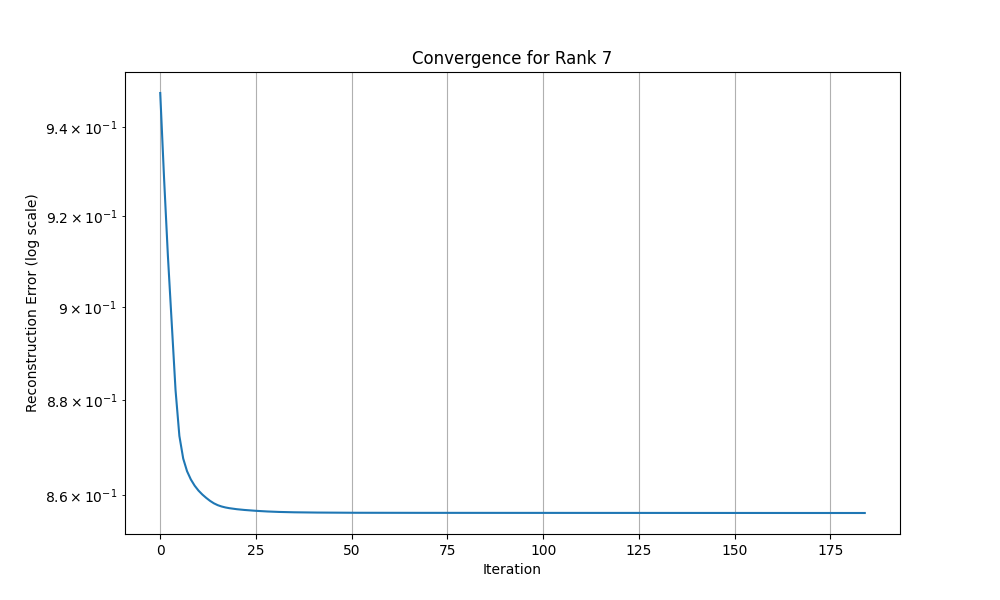 Convergence for Rank 7
Reconstruction Error (log scale)
9.4 × 10⁻¹
9.2 × 10⁻¹
9 × 10⁻¹
8.8 × 10⁻¹
8.6 × 10⁻¹
0 25 50 75 100 125 150 175
Iteration